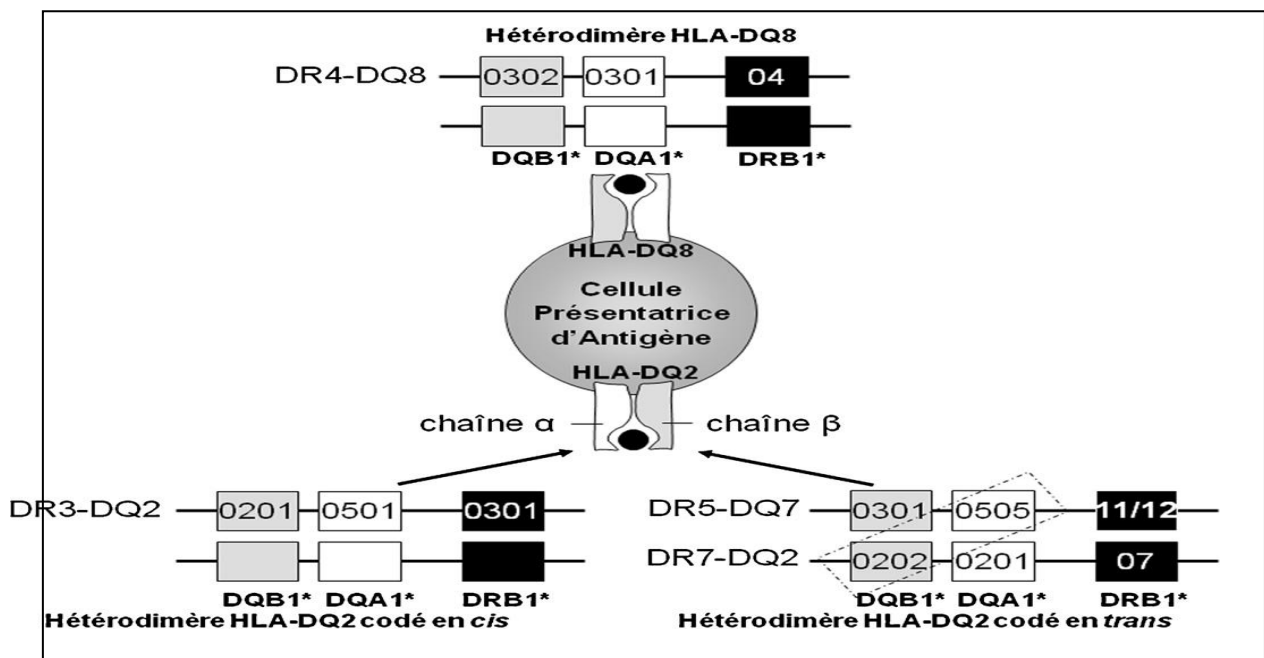 Hétérodimère HLA-DQ8
DR4-DQ8 0302 0301 04
DQB1* DQA1* DRB1*
HLA-DQ8
Cellule
Présentatrice
d'Antigène
HLA-DQ2
chaîne α chaîne β
DR3-DQ2 0201 0501 0301
DQB1* DQA1* DRB1*
Hétérodimère HLA-DQ2 codé en cis
DR5-DQ7 0301 0505 11/12
DR7-DQ2 0202 0201 07
DQB1* DQA1* DRB1*
Hétérodimère HLA-DQ2 codé en trans